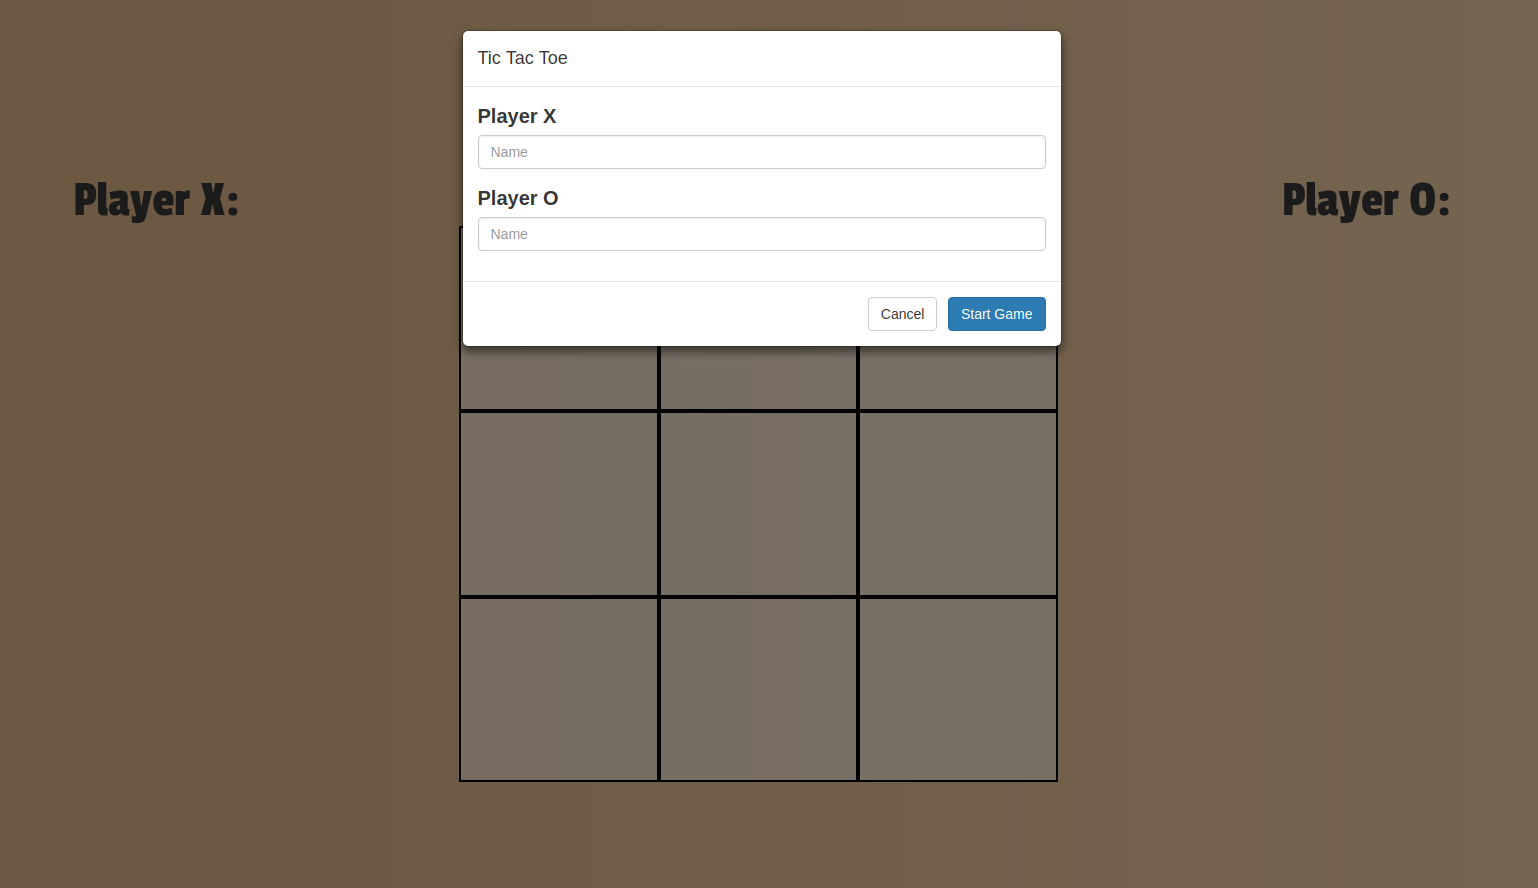 Tic Tac Toe
Player X
Name
Player O
Name
Cancel Start Game
Player X:
Player O: